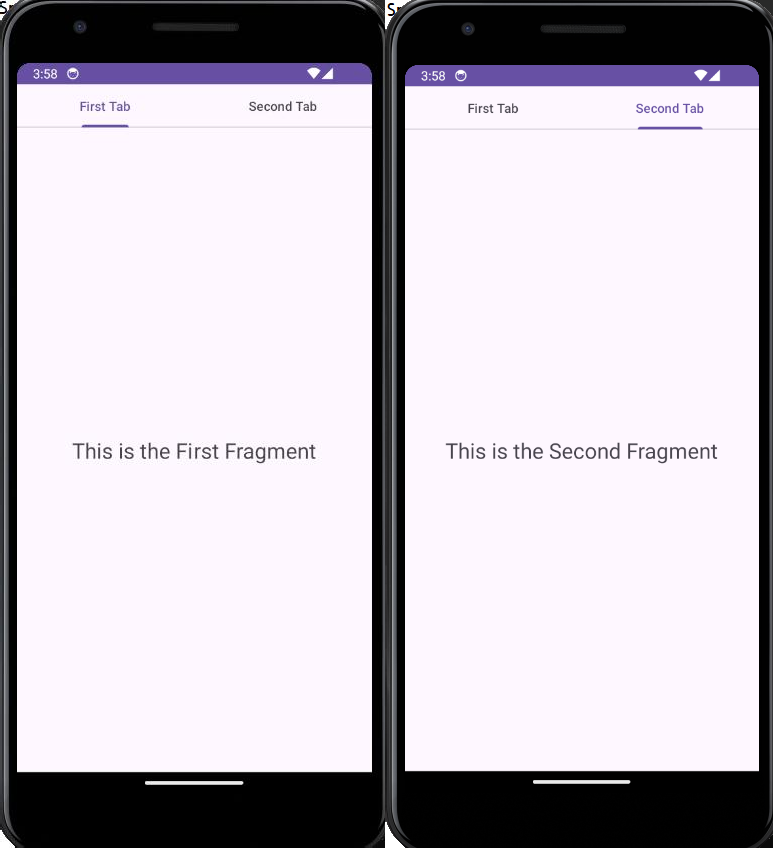 3:58
First Tab
Second Tab
This is the First Fragment
3:58
First Tab
Second Tab
This is the Second Fragment